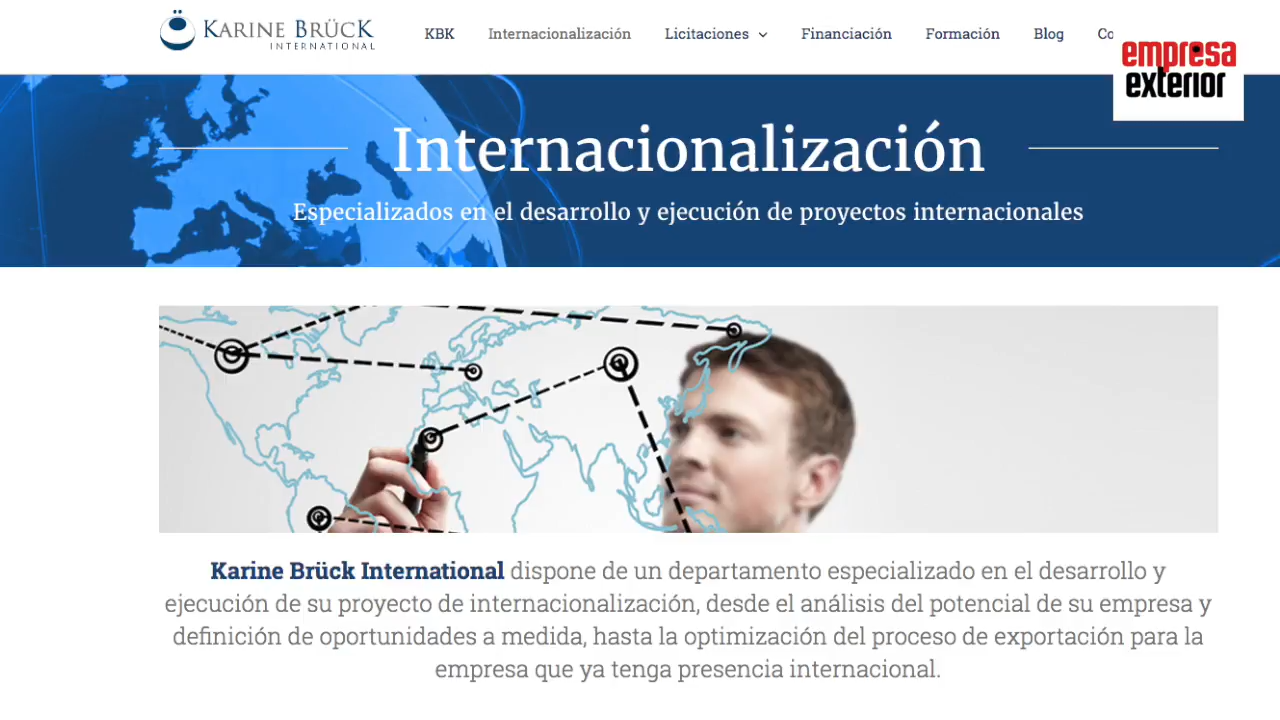 KARINE BRÜCK
INTERNATIONAL
KBK Internacionalización Licitaciones Financiación Formación Blog Co
empresa
exterior
Internacionalización
Especializados en el desarrollo y ejecución de proyectos internacionales
Karine Brück International dispone de un departamento especializado en el desarrollo y
ejecución de su proyecto de internacionalización, desde el análisis del potencial de su empresa y
definición de oportunidades a medida, hasta la optimización del proceso de exportación para la
empresa que ya tenga presencia internacional.